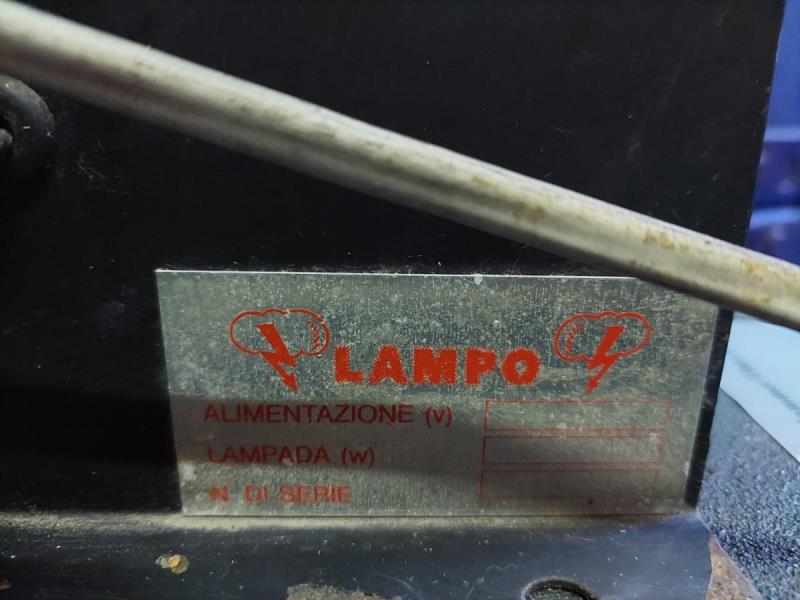 LAMPO
ALIMENTAZIONE (V)
LAMPADA (W)
N. DI SERIE